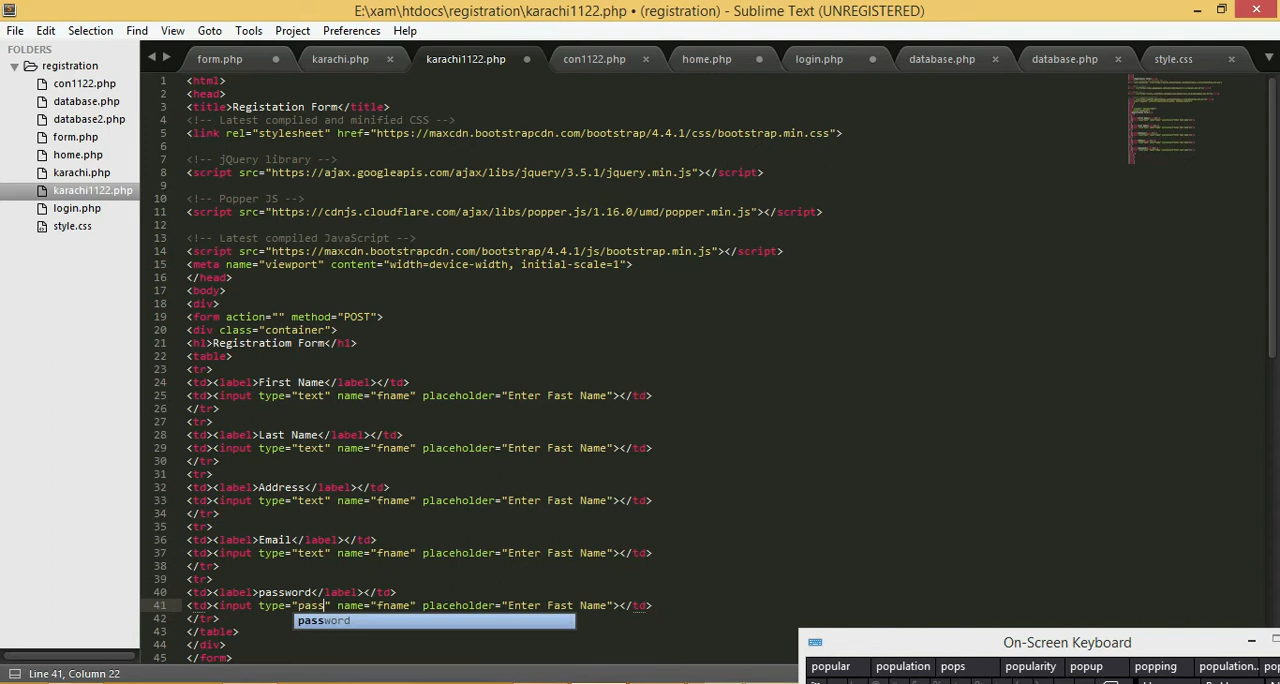 E:\xam\htdocs\registration\karachi1122.php • (registration) - Sublime Text (UNREGISTERED)
File Edit Selection Find View Goto Tools Project Preferences Help
FOLDERS
registration
con1122.php
database.php
database2.php
form.php
home.php
karachi.php
karachi1122.php
login.php
style.css
form.php karachi.php karachi1122.php con1122.php home.php login.php database.php database.php style.css
1 <html>
2 <head>
3 <title>Registation Form</title>
4 <!-- Latest compiled and minified CSS -->
5 <link rel="stylesheet" href="https://maxcdn.bootstrapcdn.com/bootstrap/4.4.1/css/bootstrap.min.css">
6
7 <!-- jQuery library -->
8 <script src="https://ajax.googleapis.com/ajax/libs/jquery/3.5.1/jquery.min.js"></script>
9
10 <!-- Popper JS -->
11 <script src="https://cdnjs.cloudflare.com/ajax/libs/popper.js/1.16.0/umd/popper.min.js"></script>
12
13 <!-- Latest compiled JavaScript -->
14 <script src="https://maxcdn.bootstrapcdn.com/bootstrap/4.4.1/js/bootstrap.min.js"></script>
15 <meta name="viewport" content="width=device-width, initial-scale=1">
16 </head>
17 <body>
18 <div>
19 <form action="" method="POST">
20 <div class="container">
21 <h1>Registratiom Form</h1>
22 <table>
23 <tr>
24 <td><label>First Name</label></td>
25 <td><input type="text" name="fname" placeholder="Enter Fast Name"></td>
26 </tr>
27 <tr>
28 <td><label>Last Name</label></td>
29 <td><input type="text" name="fname" placeholder="Enter Fast Name"></td>
30 </tr>
31 <tr>
32 <td><label>Address</label></td>
33 <td><input type="text" name="fname" placeholder="Enter Fast Name"></td>
34 </tr>
35 <tr>
36 <td><label>Email</label></td>
37 <td><input type="text" name="fname" placeholder="Enter Fast Name"></td>
38 </tr>
39 <tr>
40 <td><label>password</label></td>
41 <td><input type="pass" name="fname" placeholder="Enter Fast Name"></td>
42 </tr>
password
43 </table>
44 </div>
45 </form>
On-Screen Keyboard
popular population pops popularity popup popping population...
Line 41, Column 22